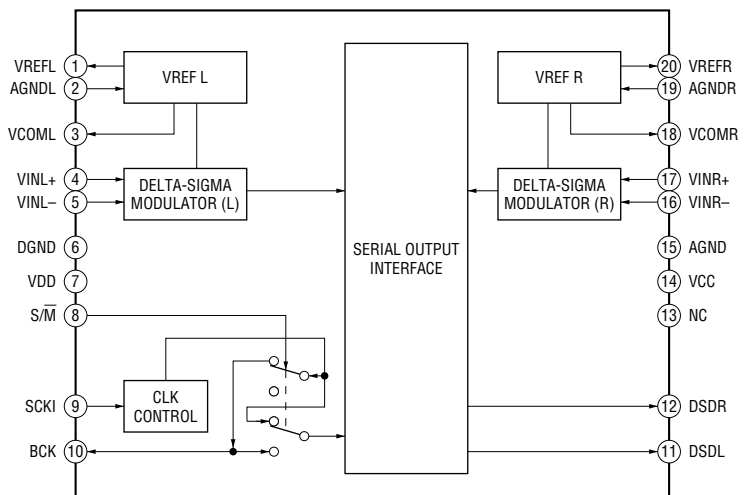 VREFL 1
AGNDL 2
VCOML 3
VINL+ 4
VINL– 5
DGND 6
VDD 7
S/M̅ 8
SCKI 9
BCK 10
VREF L
DELTA-SIGMA
MODULATOR (L)
CLK
CONTROL
SERIAL OUTPUT
INTERFACE
VREF R
DELTA-SIGMA
MODULATOR (R)
20 VREFR
19 AGNDR
18 VCOMR
17 VINR+
16 VINR–
15 AGND
14 VCC
13 NC
12 DSDR
11 DSDL